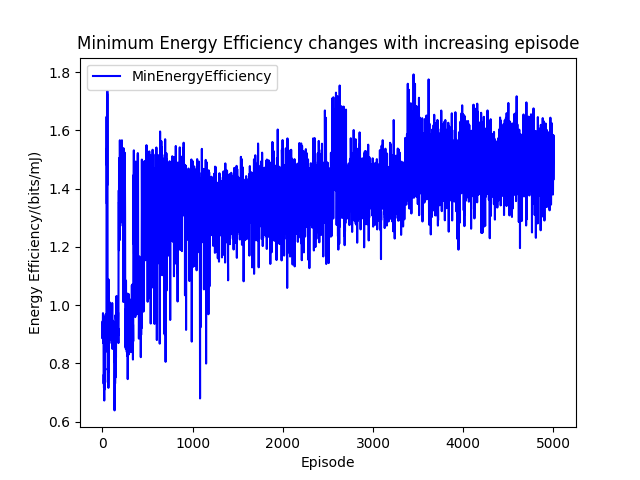 Minimum Energy Efficiency changes with increasing episode
MinEnergyEfficiency
Energy Efficiency/(bits/mJ)
1.8
1.6
1.4
1.2
1.0
0.8
0.6
0 1000 2000 3000 4000 5000
Episode